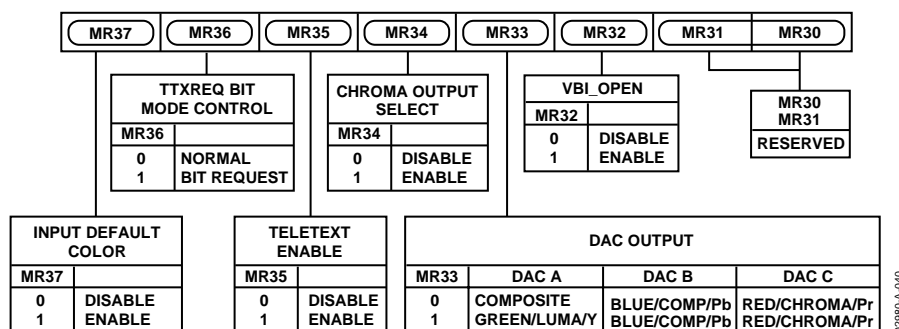 MR37 MR36 MR35 MR34 MR33 MR32 MR31 MR30
TTXREQ BIT
MODE CONTROL
MR36
0 NORMAL
1 BIT REQUEST
CHROMA OUTPUT
SELECT
MR34
0 DISABLE
1 ENABLE
VBI_OPEN
MR32
0 DISABLE
1 ENABLE
MR30
MR31
RESERVED
INPUT DEFAULT
COLOR
MR37
0 DISABLE
1 ENABLE
TELETEXT
ENABLE
MR35
0 DISABLE
1 ENABLE
DAC OUTPUT
MR33 DAC A DAC B DAC C
0 COMPOSITE BLUE/COMP/Pb RED/CHROMA/Pr
1 GREEN/LUMA/Y BLUE/COMP/Pb RED/CHROMA/Pr